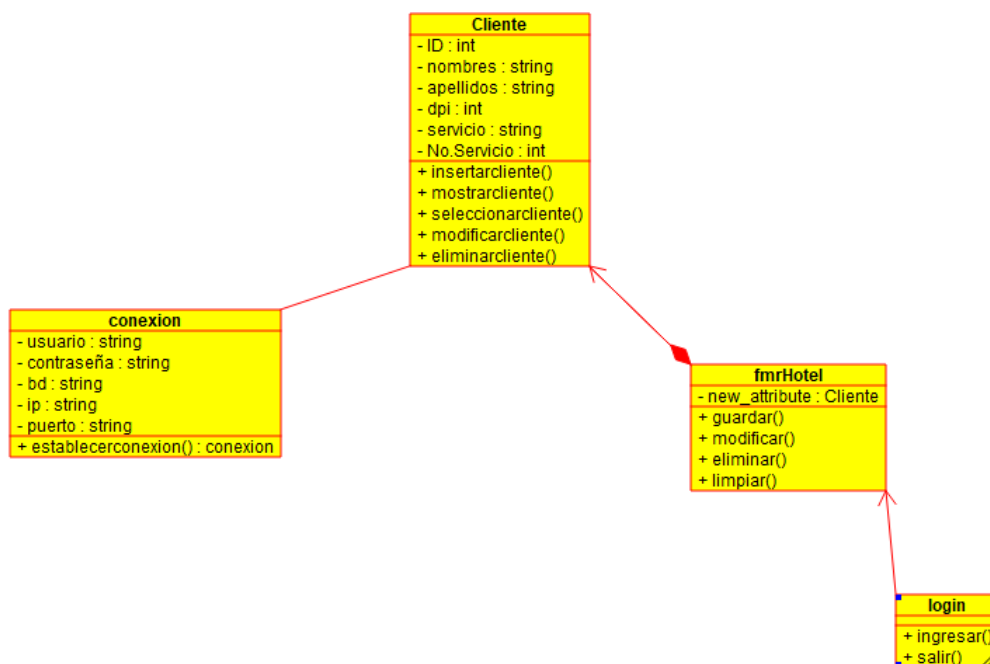 Cliente
- ID : int
- nombres : string
- apellidos : string
- dpi : int
- servicio : string
- No.Servicio : int
+ insertarcliente()
+ mostrarcliente()
+ seleccionarcliente()
+ modificarcliente()
+ eliminarcliente()
conexion
- usuario : string
- contraseña : string
- bd : string
- ip : string
- puerto : string
+ establecerconexion() : conexion
fmrHotel
- new_attribute : Cliente
+ guardar()
+ modificar()
+ eliminar()
+ limpiar()
login
+ ingresar()
+ salir()